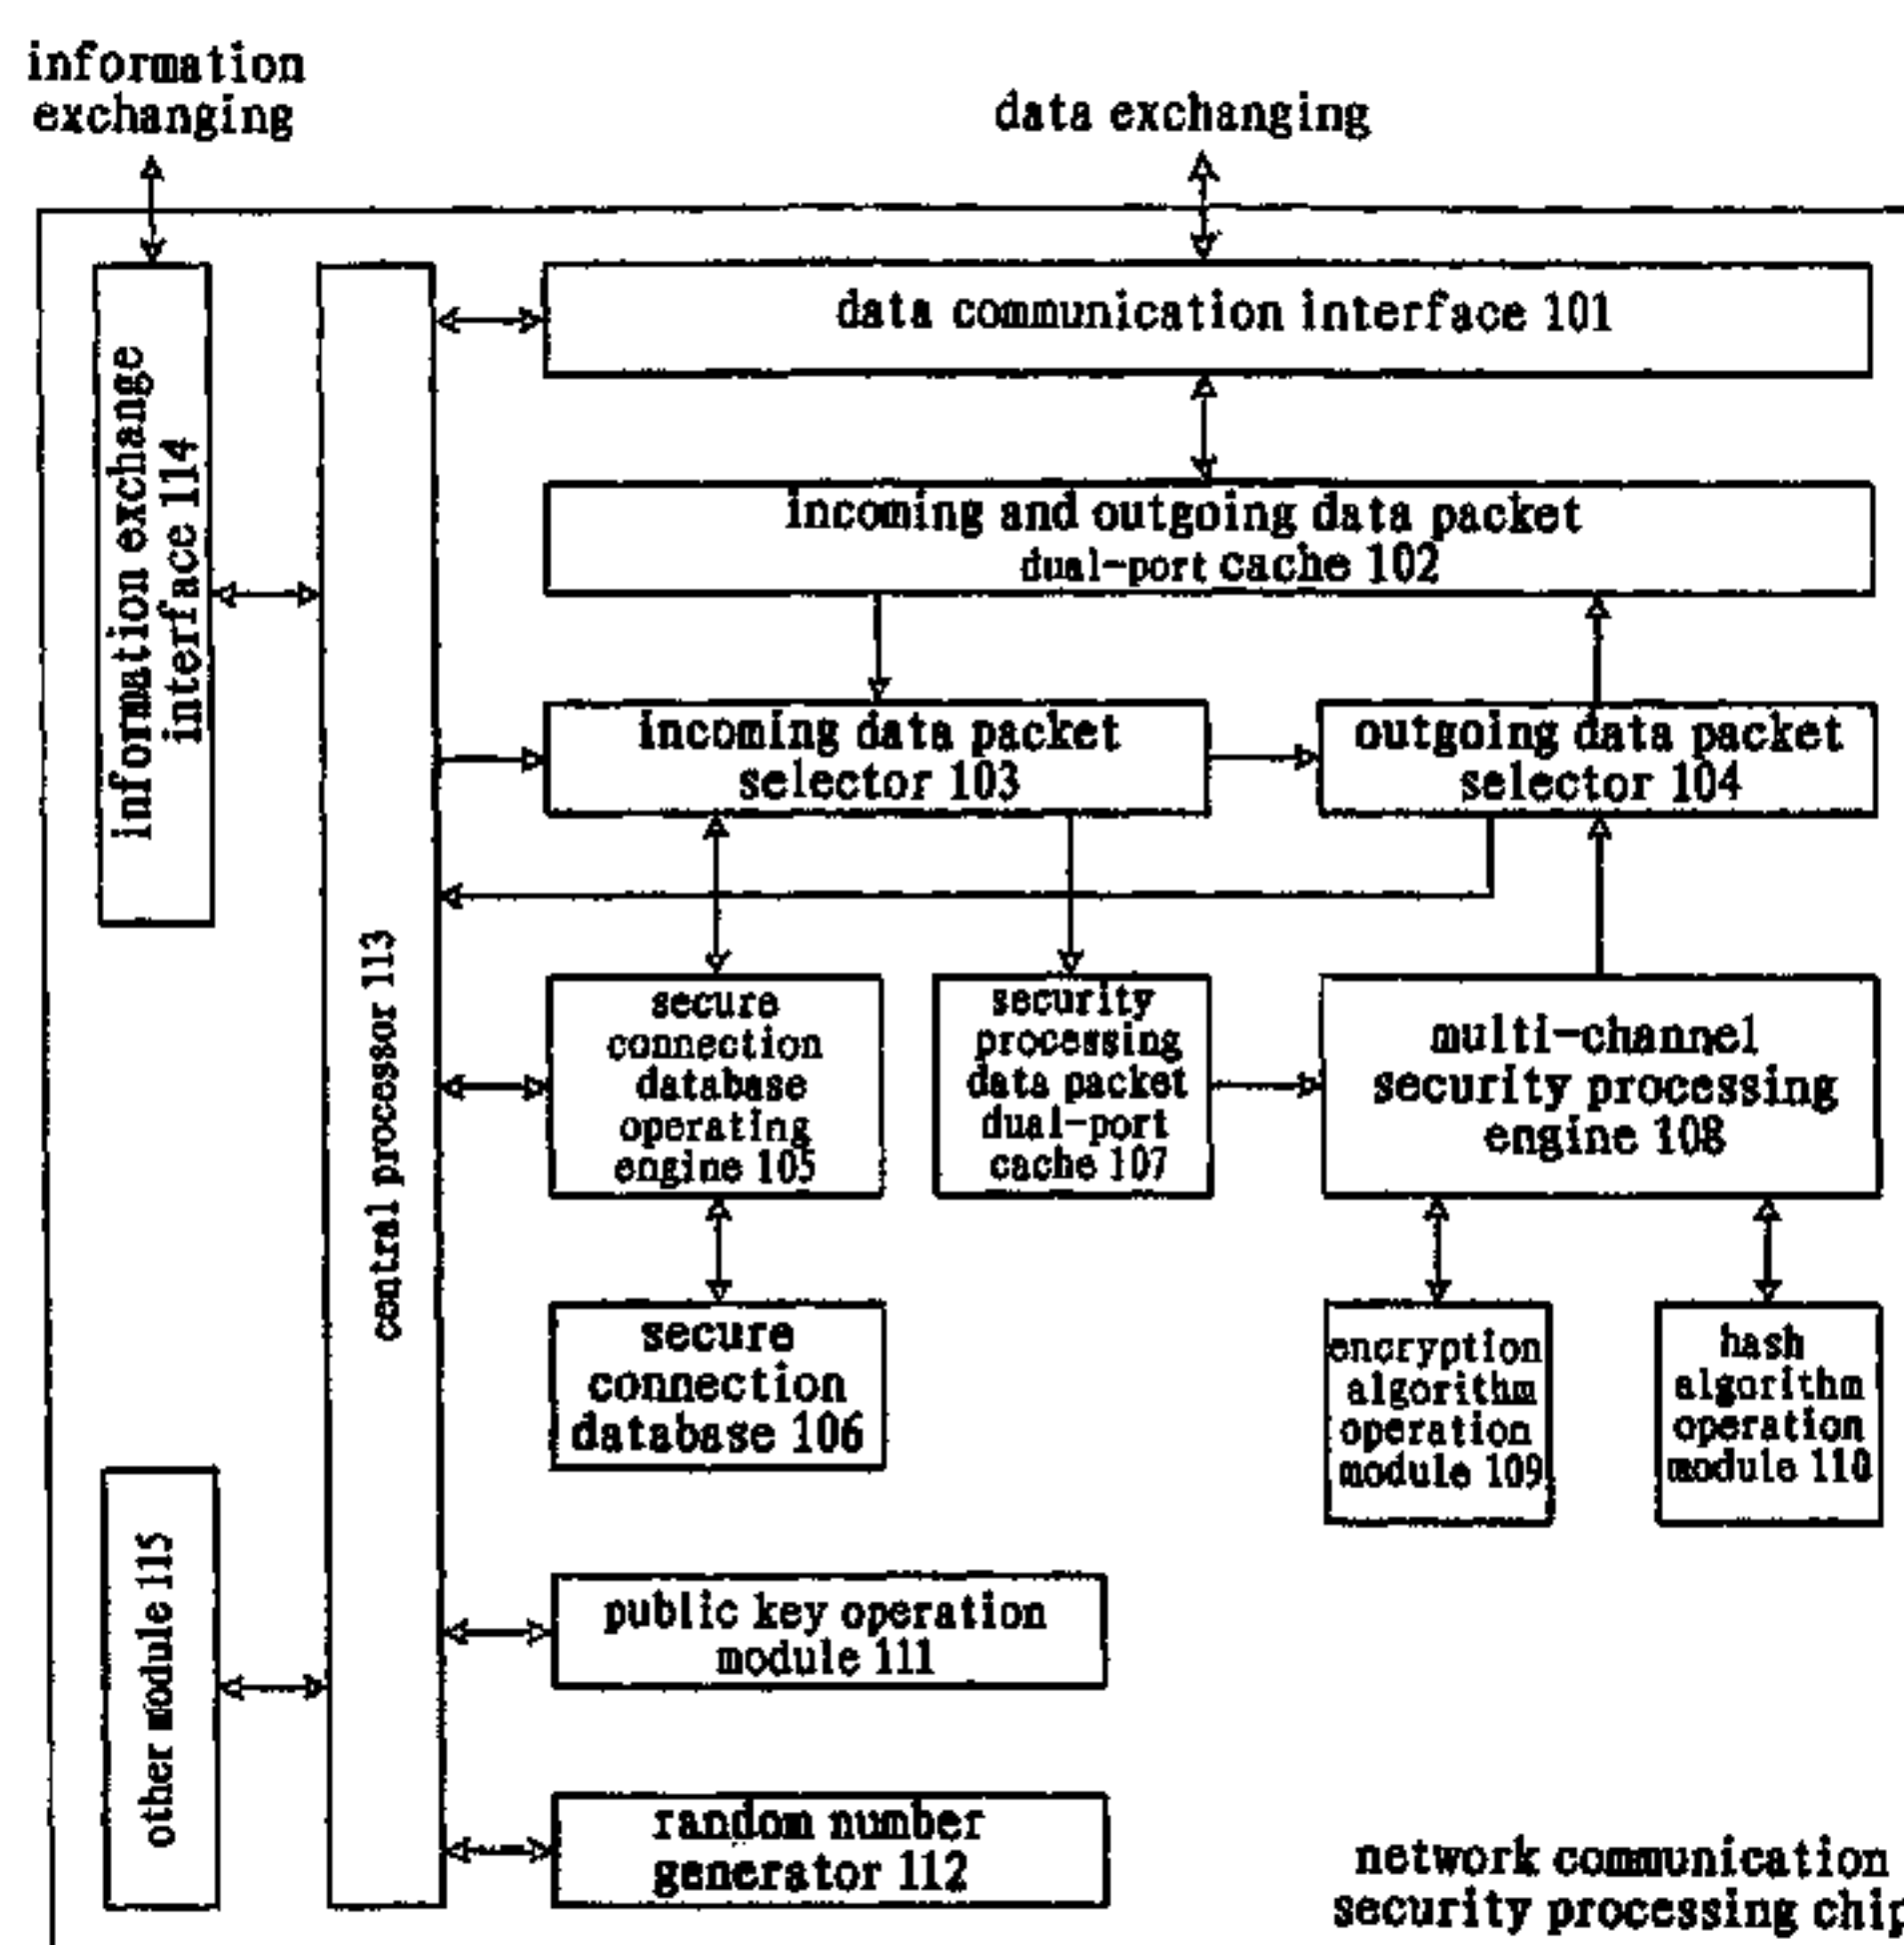 information
exchanging
data exchanging
information exchange
interface 114
central processor 113
data communication interface 101
incoming and outgoing data packet
dual-port cache 102
incoming data packet
selector 103
outgoing data packet
selector 104
secure
connection
database
operating
engine 105
security
processing
data packet
dual-port
cache 107
multi-channel
security processing
engine 108
secure
connection
database 106
encryption
algorithm
operation
module 109
hash
algorithm
operation
module 110
other module 115
public key operation
module 111
random number
generator 112
network communication
security processing chip